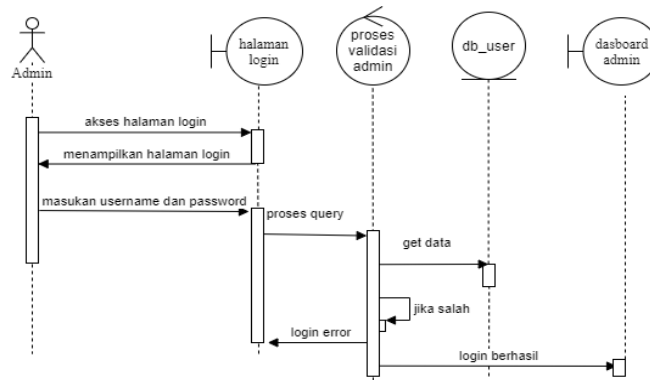 Admin
halaman
login
proses
validasi
admin
db_user
dasboard
admin
akses halaman login
menampilkan halaman login
masukan username dan password
proses query
get data
jika salah
login error
login berhasil